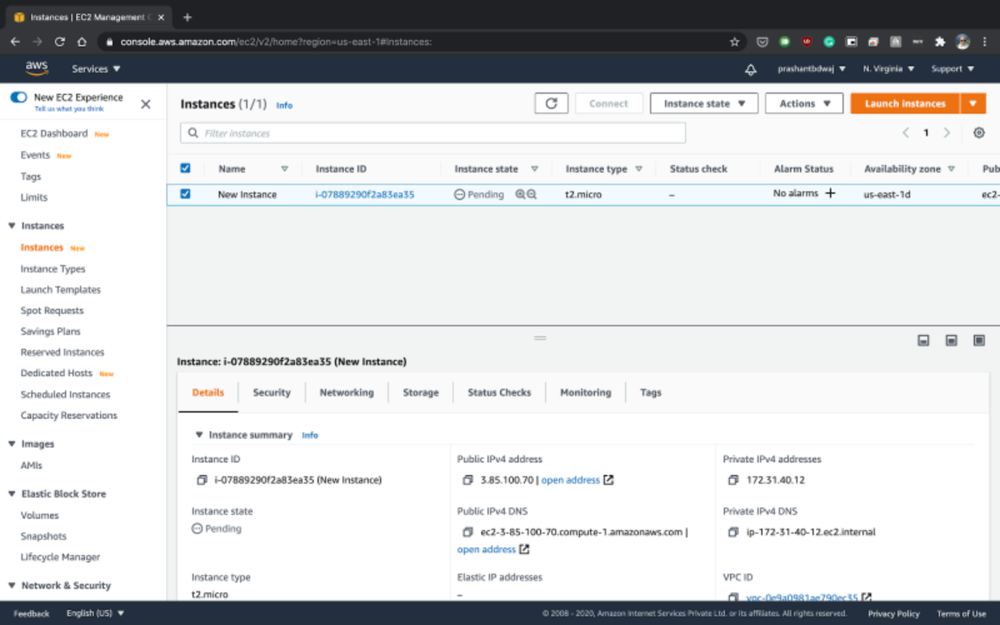 Instances | EC2 Management C
console.aws.amazon.com/ec2/v2/home?region=us-east-1#Instances:
aws Services prashantbdwaj N. Virginia Support
New EC2 Experience
Tell us what you think
EC2 Dashboard New
Events New
Tags
Limits
Instances
Instances New
Instance Types
Launch Templates
Spot Requests
Savings Plans
Reserved Instances
Dedicated Hosts New
Scheduled Instances
Capacity Reservations
Images
AMIs
Elastic Block Store
Volumes
Snapshots
Lifecycle Manager
Network & Security
Instances (1/1) Info
Connect Instance state Actions Launch instances
Filter instances
1
Name Instance ID Instance state Instance type Status check Alarm Status Availability zone Pub
New Instance i-07889290f2a83ea35 Pending t2.micro – No alarms + us-east-1d ec2-
Instance: i-07889290f2a83ea35 (New Instance)
Details Security Networking Storage Status Checks Monitoring Tags
Instance summary Info
Instance ID
i-07889290f2a83ea35 (New Instance)
Public IPv4 address
3.85.100.70 | open address
Private IPv4 addresses
172.31.40.12
Instance state
Pending
Public IPv4 DNS
ec2-3-85-100-70.compute-1.amazonaws.com |
open address
Private IPv4 DNS
ip-172-31-40-12.ec2.internal
Instance type
t2.micro
Elastic IP addresses
–
VPC ID
vpc-0e9a0981ae790ec35
Feedback English (US) © 2008 - 2020, Amazon Internet Services Private Ltd. or its affiliates. All rights reserved. Privacy Policy Terms of Use